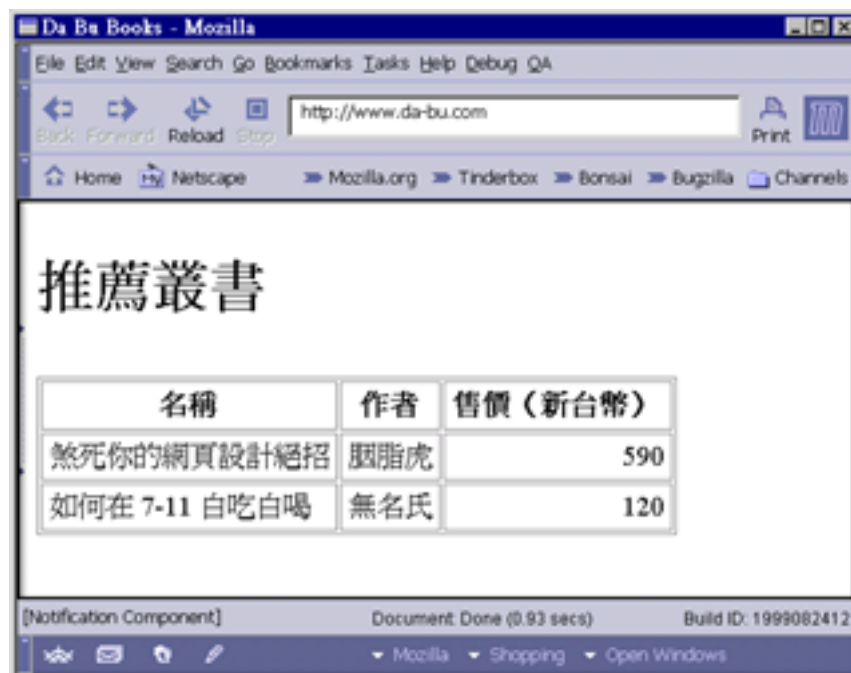 Da Bu Books - Mozilla
File Edit View Search Go Bookmarks Tasks Help Debug QA
Back Forward Reload Stop http://www.da-bu.com Print
Home My Netscape Mozilla.org Tinderbox Bonsai Bugzilla Channels
推薦叢書
名稱 作者 售價（新台幣）
煞死你的網頁設計絕招 胭脂虎 590
如何在 7-11 白吃白喝 無名氏 120
[Notification Component] Document: Done (0.93 secs) Build ID: 1999082412
Mozilla Shopping Open Windows